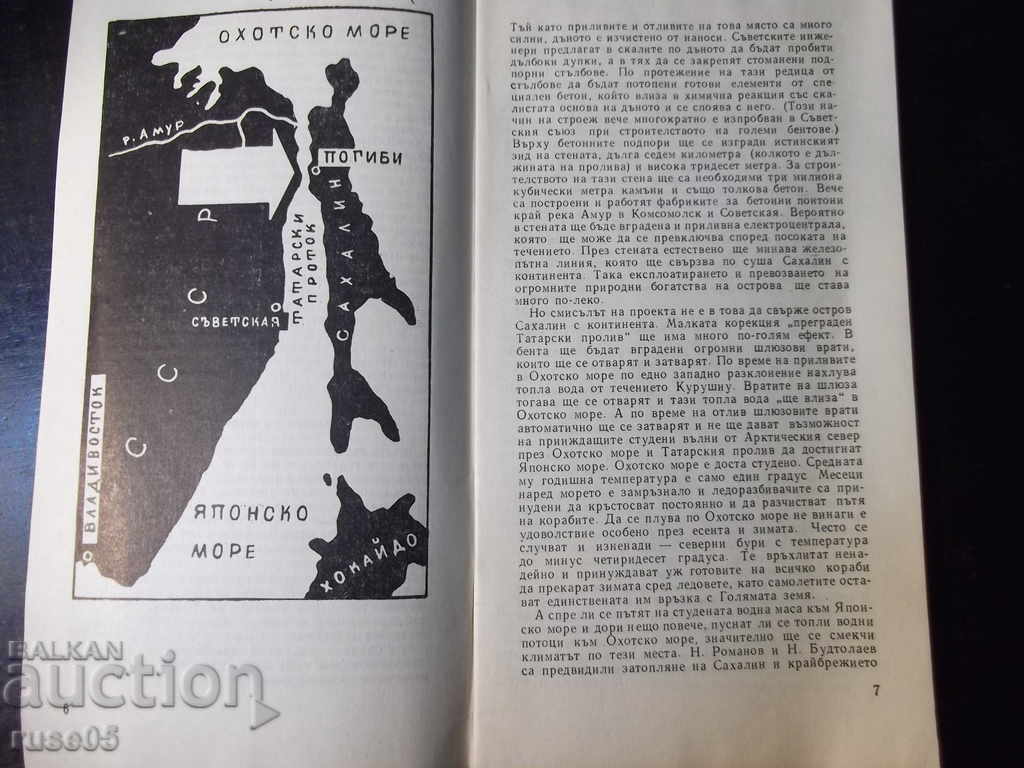 ОХОТСКО МОРЕ
р. АМУР
ПОГИБИ
САХАЛИН
ТАТАРСКИ
ПРОТОК
СССР
СЪВЕТСКАЯ
ВЛАДИВОСТОК
ЯПОНСКО
МОРЕ
ХОКАЙДО
6
Тъй като приливите и отливите на това място са много
силни, дъното е изчистено от наноси. Съветските инже-
нери предлагат в скалите по дъното да бъдат пробити
дълбоки дупки, а в тях да се закрепят стоманени под-
порни стълбове. По протежение на тази редица от
стълбове да бъдат потопени готови елементи от спе-
циален бетон, който влиза в химична реакция със ска-
листата основа на дъното и се споява с него. (Този на-
чин на строеж вече многократно е изпробван в Съвет-
ския съюз при строителството на големи бентове.)
Върху бетонните подпори ще се изгради истинският
зид на стената, дълга седем километра (колкото е дъл-
жината на пролива) и висока тридесет метра. За строи-
телството на тази стена ще са необходими три милиона
кубически метра камъни и също толкова бетон. Вече
са построени и работят фабриките за бетонни понтони
край река Амур в Комсомолск и Советская. Вероятно
в стената ще бъде вградена и приливна електроцентрала,
която ще може да се превключва според посоката на
течението. През стената естествено ще минава железо-
пътна линия, която ще свързва по суша Сахалин с
континента. Така експлоатирането и превозването на
огромните природни богатства на острова ще става
много по-леко.
Но смисълът на проекта не е в това да свърже остров
Сахалин с континента. Малката корекция „преграден
Татарски пролив“ ще има много по-голям ефект. В
бента ще бъдат вградени огромни шлюзови врати,
които ще се отварят и затварят. По време на приливите
в Охотско море по едно западно разклонение нахлува
топла вода от течението Курушиу. Вратите на шлюза
тогава ще се отварят и тази топла вода „ще влиза“ в
Охотско море. А по време на отлив шлюзовите врати
автоматично ще се затварят и не ще дават възможност
на прииждащите студени вълни от Арктическия север
през Охотско море и Татарския пролив да достигнат
Японско море. Охотско море е доста студено. Средната
му годишна температура е само един градус. Месеци
наред морето е замръзнало и ледоразбивачите са при-
нудени да кръстосват постоянно и да разчистват пътя
на корабите. Да се плува по Охотско море не винаги е
удоволствие особено през есента и зимата. Често се
случват и изненади — северни бури с температура
до минус четиридесет градуса. Те връхлитат нена-
дейно и принуждават уж готовите на всичко кораби
да прекарат зимата сред ледовете, като самолетите оста-
ват единствената им връзка с Голямата земя.
А спре ли се пътят на студената водна маса към Япон-
ско море и дори нещо повече, пуснат ли се топли водни
потоци към Охотско море, значително ще се смекчи
климатът по тези места. Н. Романов и Н. Будтолаев
са предвидили затопляне на Сахалин и крайбрежието
7
BALKAN
auction
ruse05